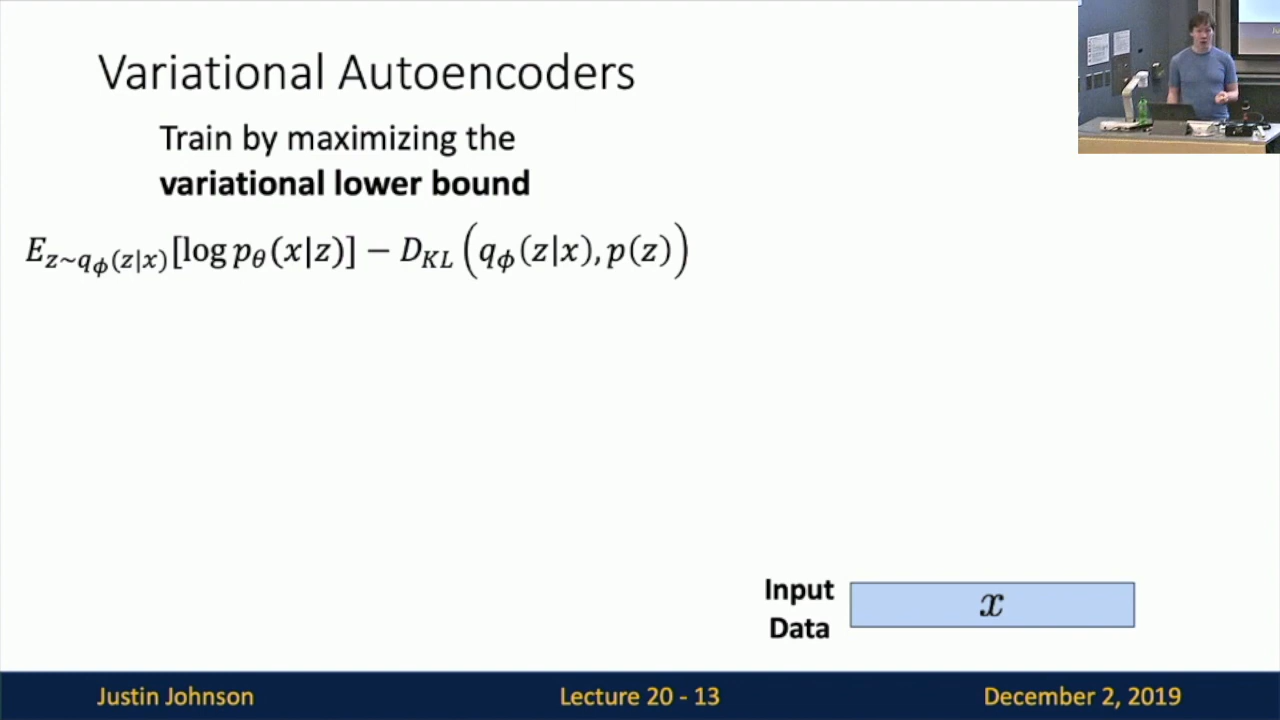 Variational Autoencoders
Train by maximizing the
variational lower bound
E_{z~q_ϕ(z|x)}[log p_θ(x|z)] − D_{KL}(q_ϕ(z|x), p(z))
Input
Data
x
Justin Johnson
Lecture 20 - 13
December 2, 2019